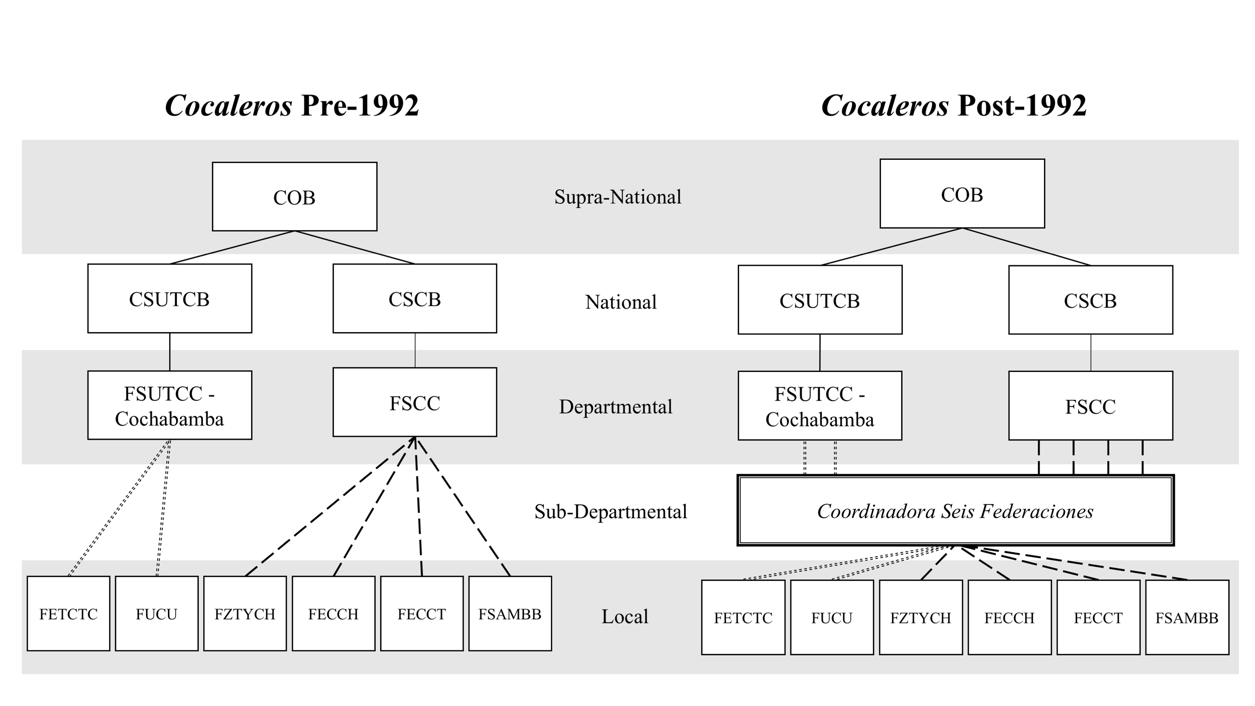 Cocaleros Pre-1992
Cocaleros Post-1992
COB
Supra-National
COB
CSUTCB
CSCB
National
CSUTCB
CSCB
FSUTCC -
Cochabamba
FSCC
Departmental
FSUTCC -
Cochabamba
FSCC
Sub-Departmental
Coordinadora Seis Federaciones
FETCTC
FUCU
FZTYCH
FECCH
FECCT
FSAMBB
Local
FETCTC
FUCU
FZTYCH
FECCH
FECCT
FSAMBB